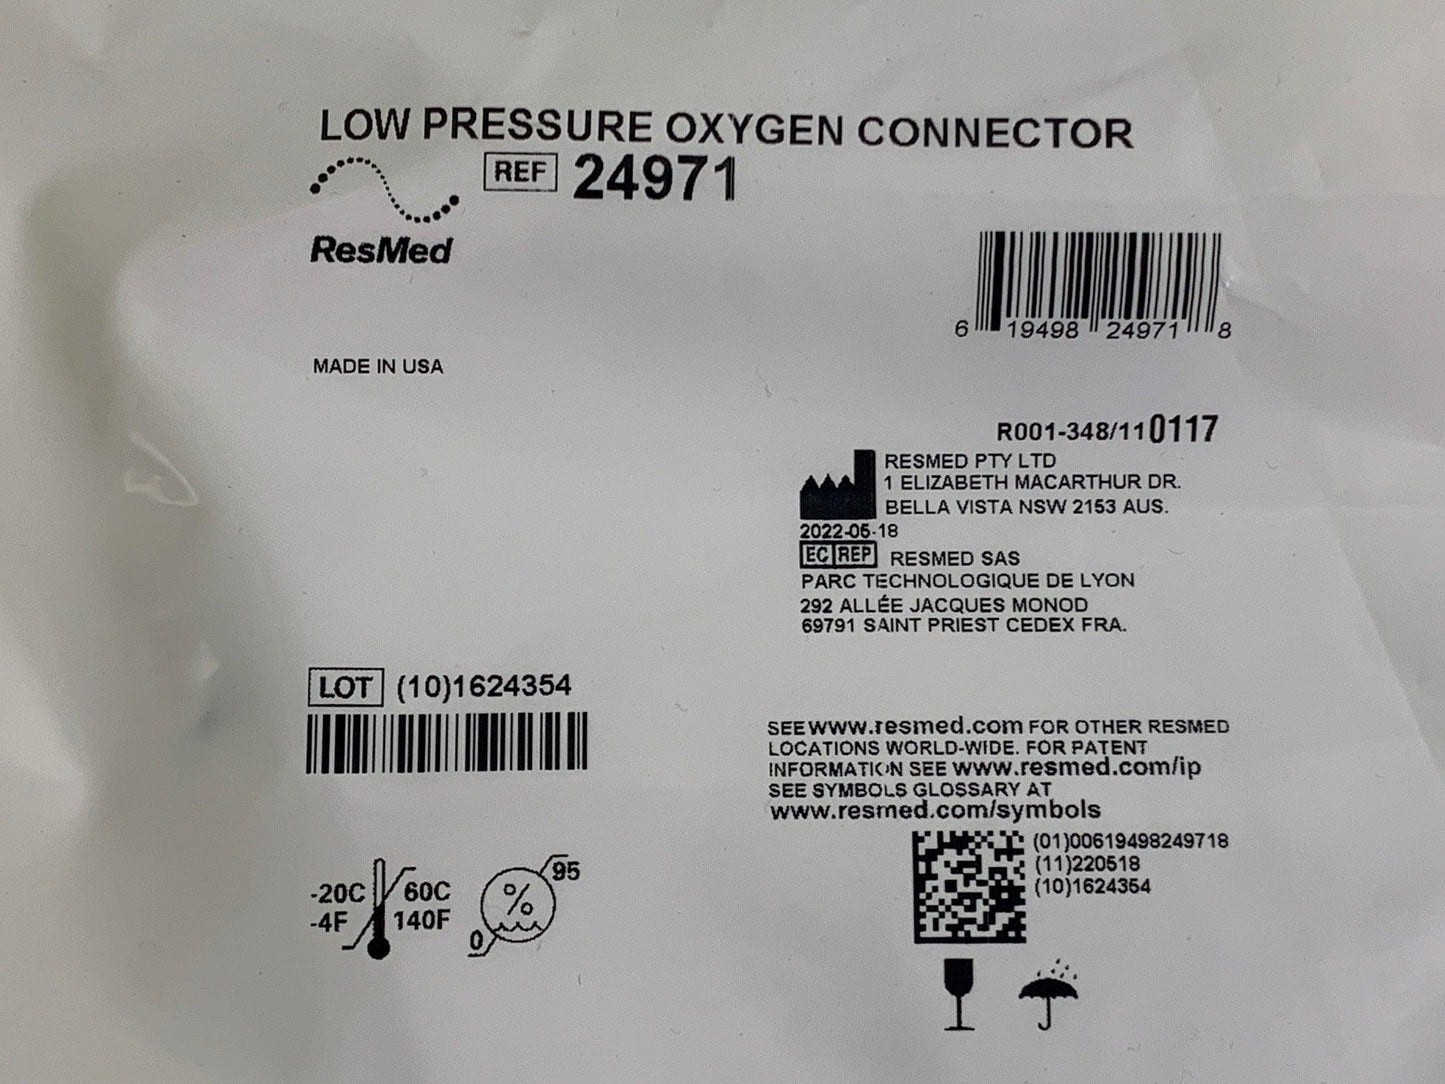 LOW PRESSURE OXYGEN CONNECTOR
REF 24971
ResMed
6 19498 24971 8
MADE IN USA
R001-348/11 0117
RESMED PTY LTD
1 ELIZABETH MACARTHUR DR.
BELLA VISTA NSW 2153 AUS.
2022-05-18
EC REP RESMED SAS
PARC TECHNOLOGIQUE DE LYON
292 ALLÉE JACQUES MONOD
69791 SAINT PRIEST CEDEX FRA.
LOT (10)1624354
SEE www.resmed.com FOR OTHER RESMED
LOCATIONS WORLD-WIDE. FOR PATENT
INFORMATION SEE www.resmed.com/ip
SEE SYMBOLS GLOSSARY AT
www.resmed.com/symbols
(01)00619498249718
(11)220518
(10)1624354
-20C 60C
-4F 140F
% 95
0